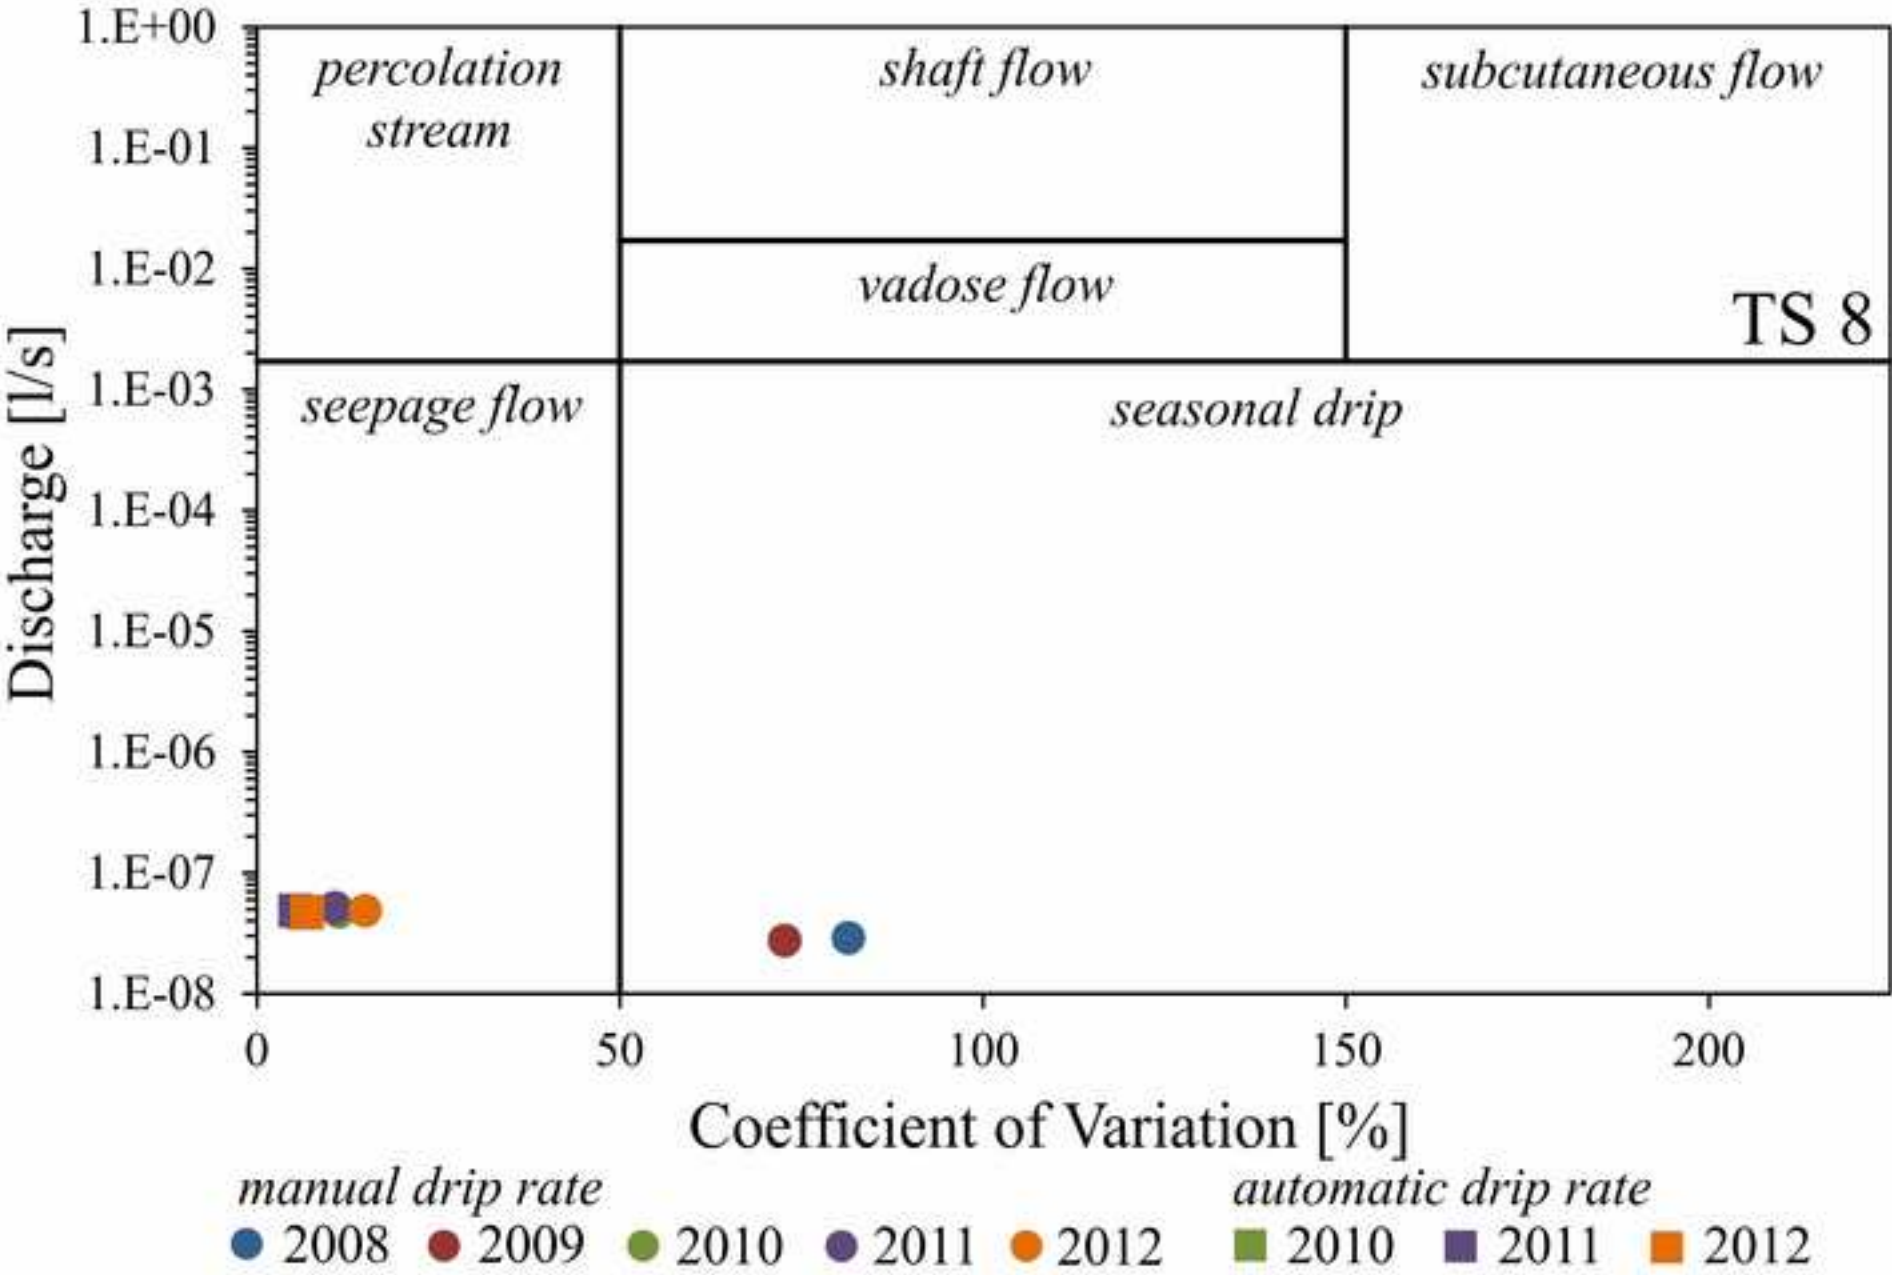 1.E+00
1.E-01
1.E-02
1.E-03
1.E-04
1.E-05
1.E-06
1.E-07
1.E-08
Discharge [l/s]
percolation
stream
shaft flow
subcutaneous flow
vadose flow
TS 8
seepage flow
seasonal drip
0 50 100 150 200
Coefficient of Variation [%]
manual drip rate
2008 2009 2010 2011 2012
automatic drip rate
2010 2011 2012